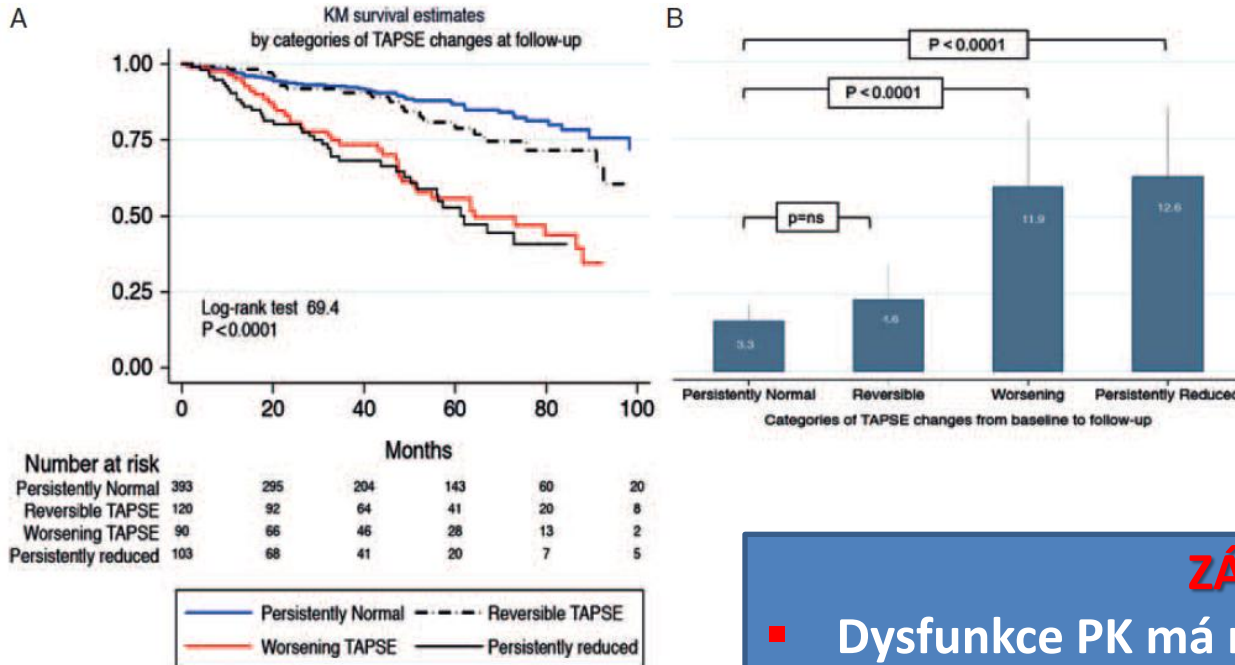 A
KM survival estimates
by categories of TAPSE changes at follow-up
1.00
0.75
0.50
0.25
0.00
Log-rank test 69.4
P<0.0001
0 20 40 60 80 100
Months
Number at risk
Persistently Normal 393 295 204 143 60 20
Reversible TAPSE 120 92 64 41 20 8
Worsening TAPSE 90 66 46 28 13 2
Persistently reduced 103 68 41 20 7 5
Persistently Normal Reversible TAPSE
Worsening TAPSE Persistently reduced
B
P<0.0001
P<0.0001
p=ns
3.3 4.6 11.9 12.6
Persistently Normal Reversible Worsening Persistently Reduced
Categories of TAPSE changes from baseline to follow-up
Dysfunkce PK má